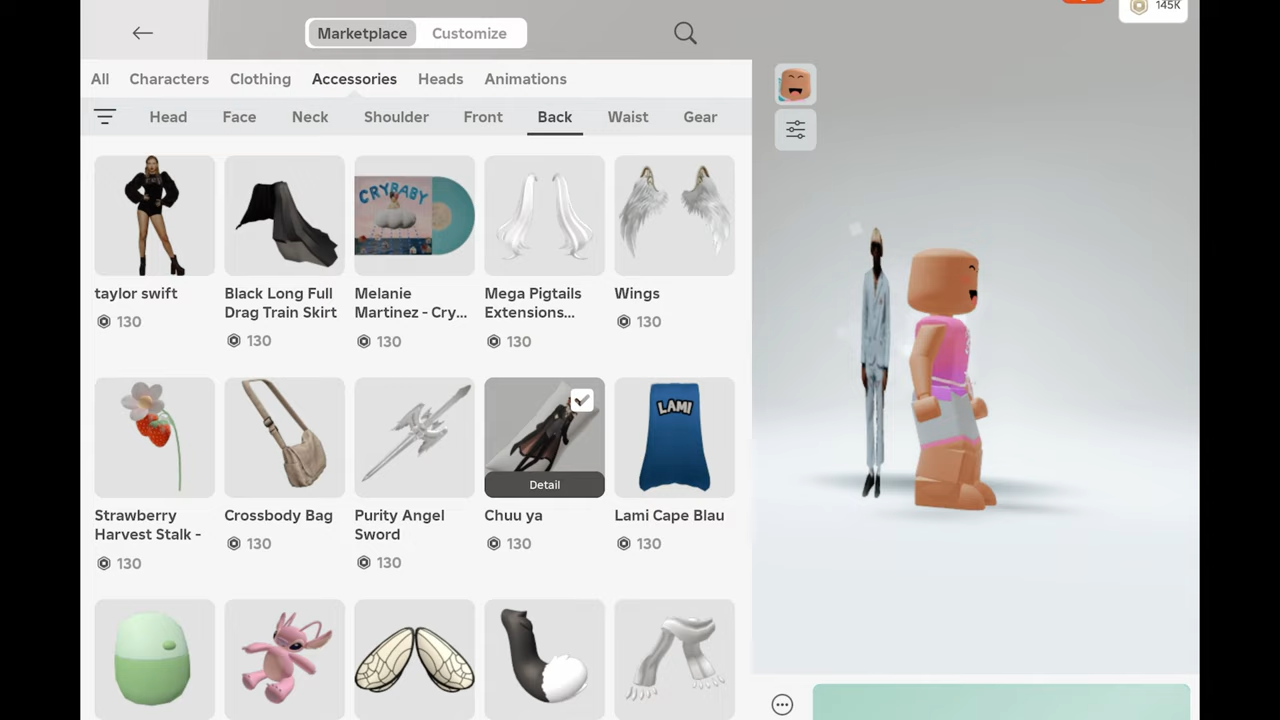 Marketplace
Customize
145K
All
Characters
Clothing
Accessories
Heads
Animations
Head
Face
Neck
Shoulder
Front
Back
Waist
Gear
CRYBABY
taylor swift
130
Black Long Full
Drag Train Skirt
130
Melanie
Martinez - Cry...
130
Mega Pigtails
Extensions...
130
Wings
130
LAMI
Detail
Strawberry
Harvest Stalk -
130
Crossbody Bag
130
Purity Angel
Sword
130
Chuu ya
130
Lami Cape Blau
130